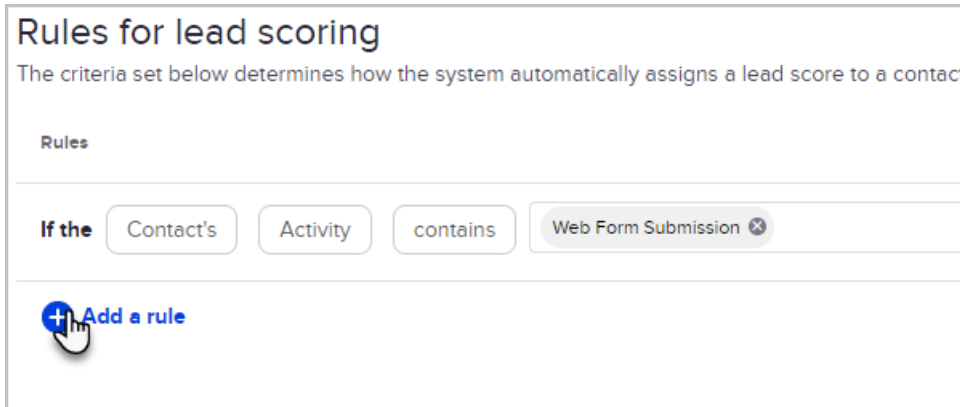 Rules for lead scoring
The criteria set below determines how the system automatically assigns a lead score to a contact
Rules
If the Contact's Activity contains Web Form Submission
Add a rule